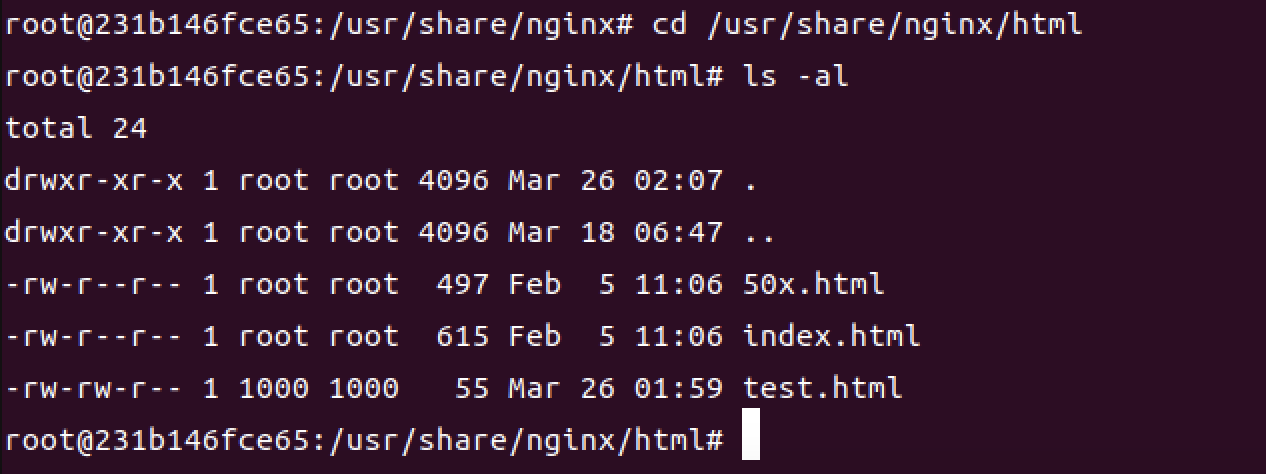 root@231b146fce65:/usr/share/nginx# cd /usr/share/nginx/html
root@231b146fce65:/usr/share/nginx/html# ls -al
total 24
drwxr-xr-x 1 root root 4096 Mar 26 02:07 .
drwxr-xr-x 1 root root 4096 Mar 18 06:47 ..
-rw-r--r-- 1 root root  497 Feb  5 11:06 50x.html
-rw-r--r-- 1 root root  615 Feb  5 11:06 index.html
-rw-rw-r-- 1 1000 1000   55 Mar 26 01:59 test.html
root@231b146fce65:/usr/share/nginx/html#